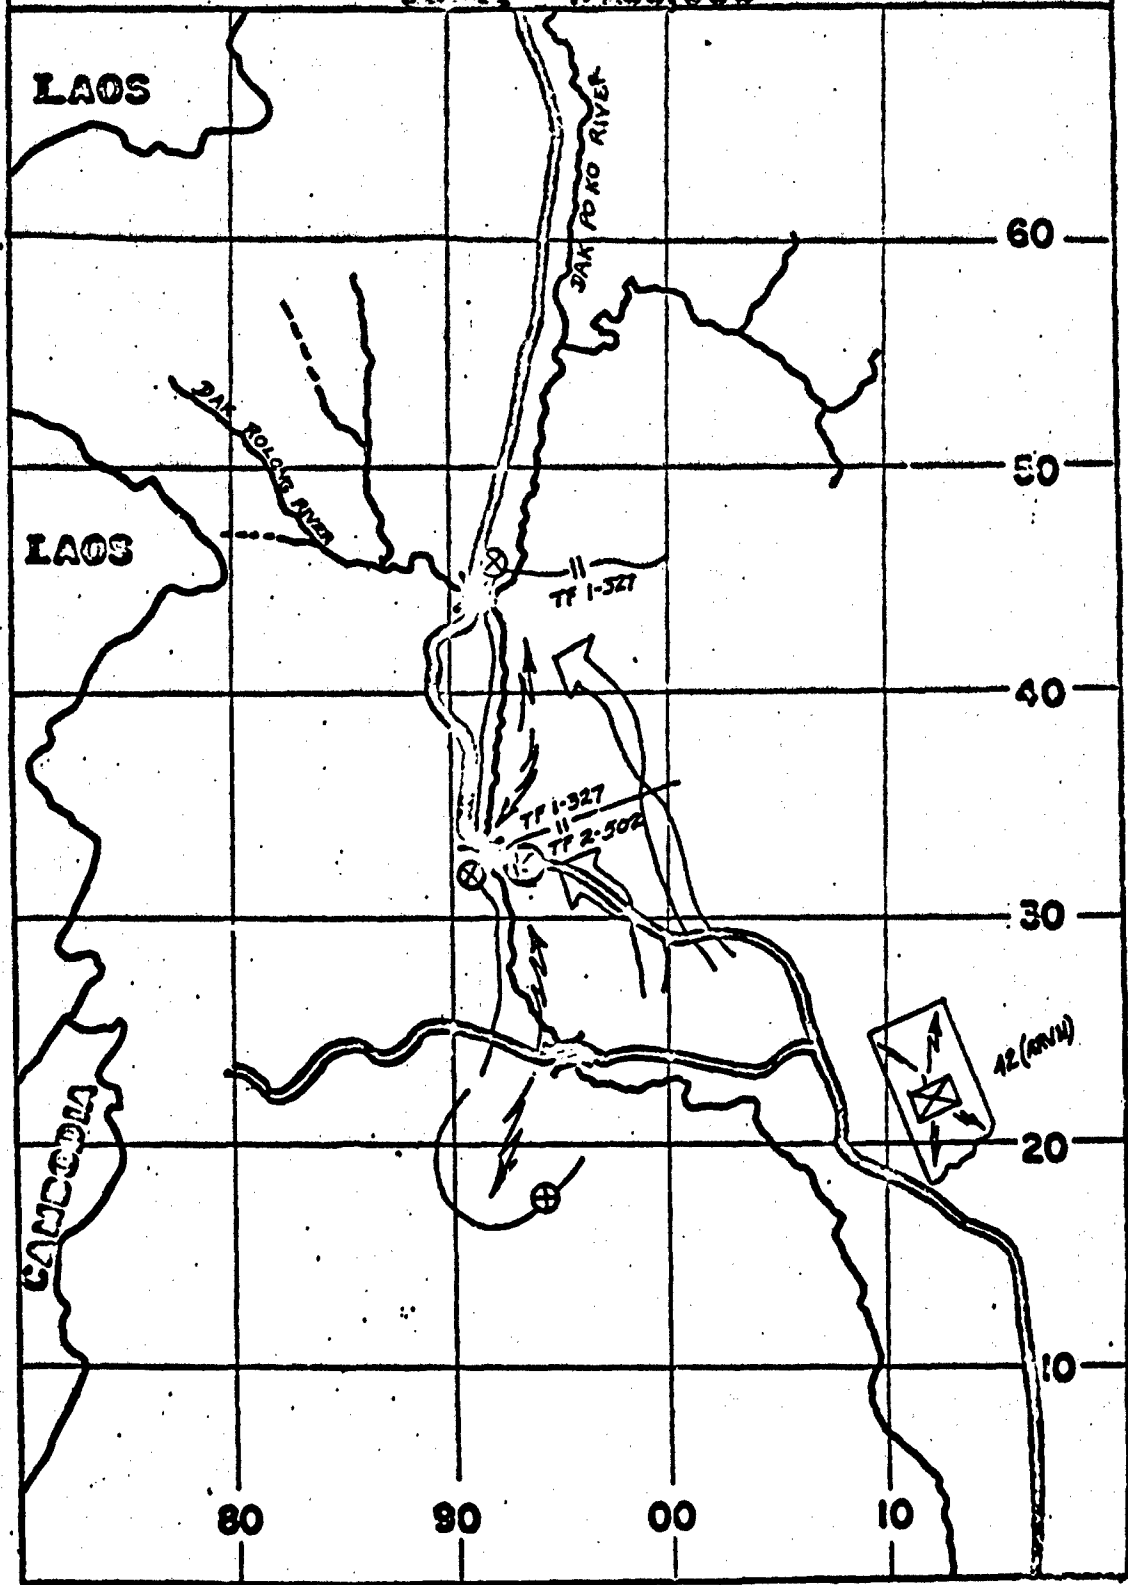 LAOS
DAK PO KO RIVER
60
DAK ROLONG RIVER
50
LAOS
TF 1-327
40
TF 1-327
TF 2-502
30
42 (ARVN)
20
CAMBODIA
10
80
90
00
10